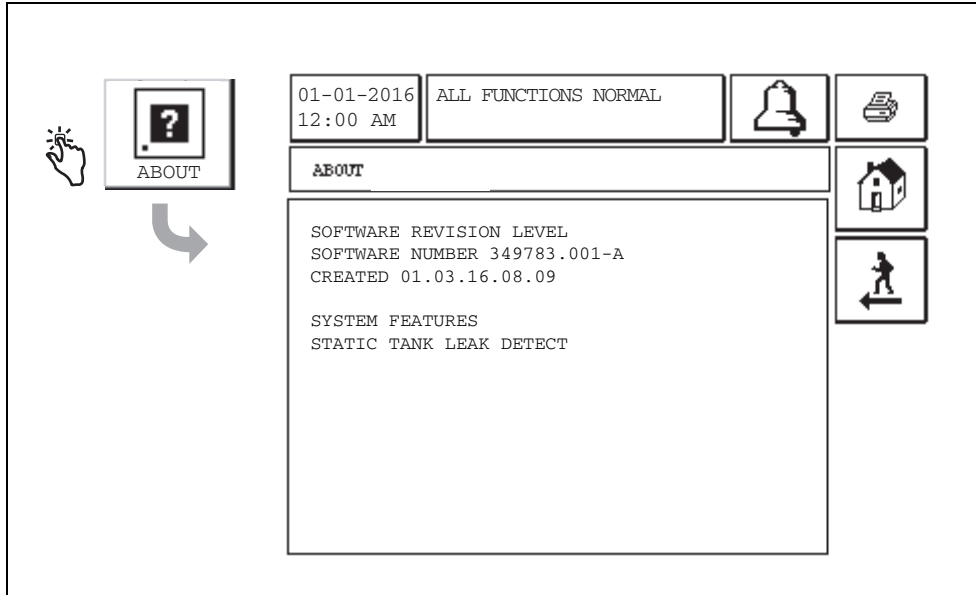 ABOUT
01-01-2016
12:00 AM
ALL FUNCTIONS NORMAL
ABOUT
SOFTWARE REVISION LEVEL
SOFTWARE NUMBER 349783.001-A
CREATED 01.03.16.08.09
SYSTEM FEATURES
STATIC TANK LEAK DETECT